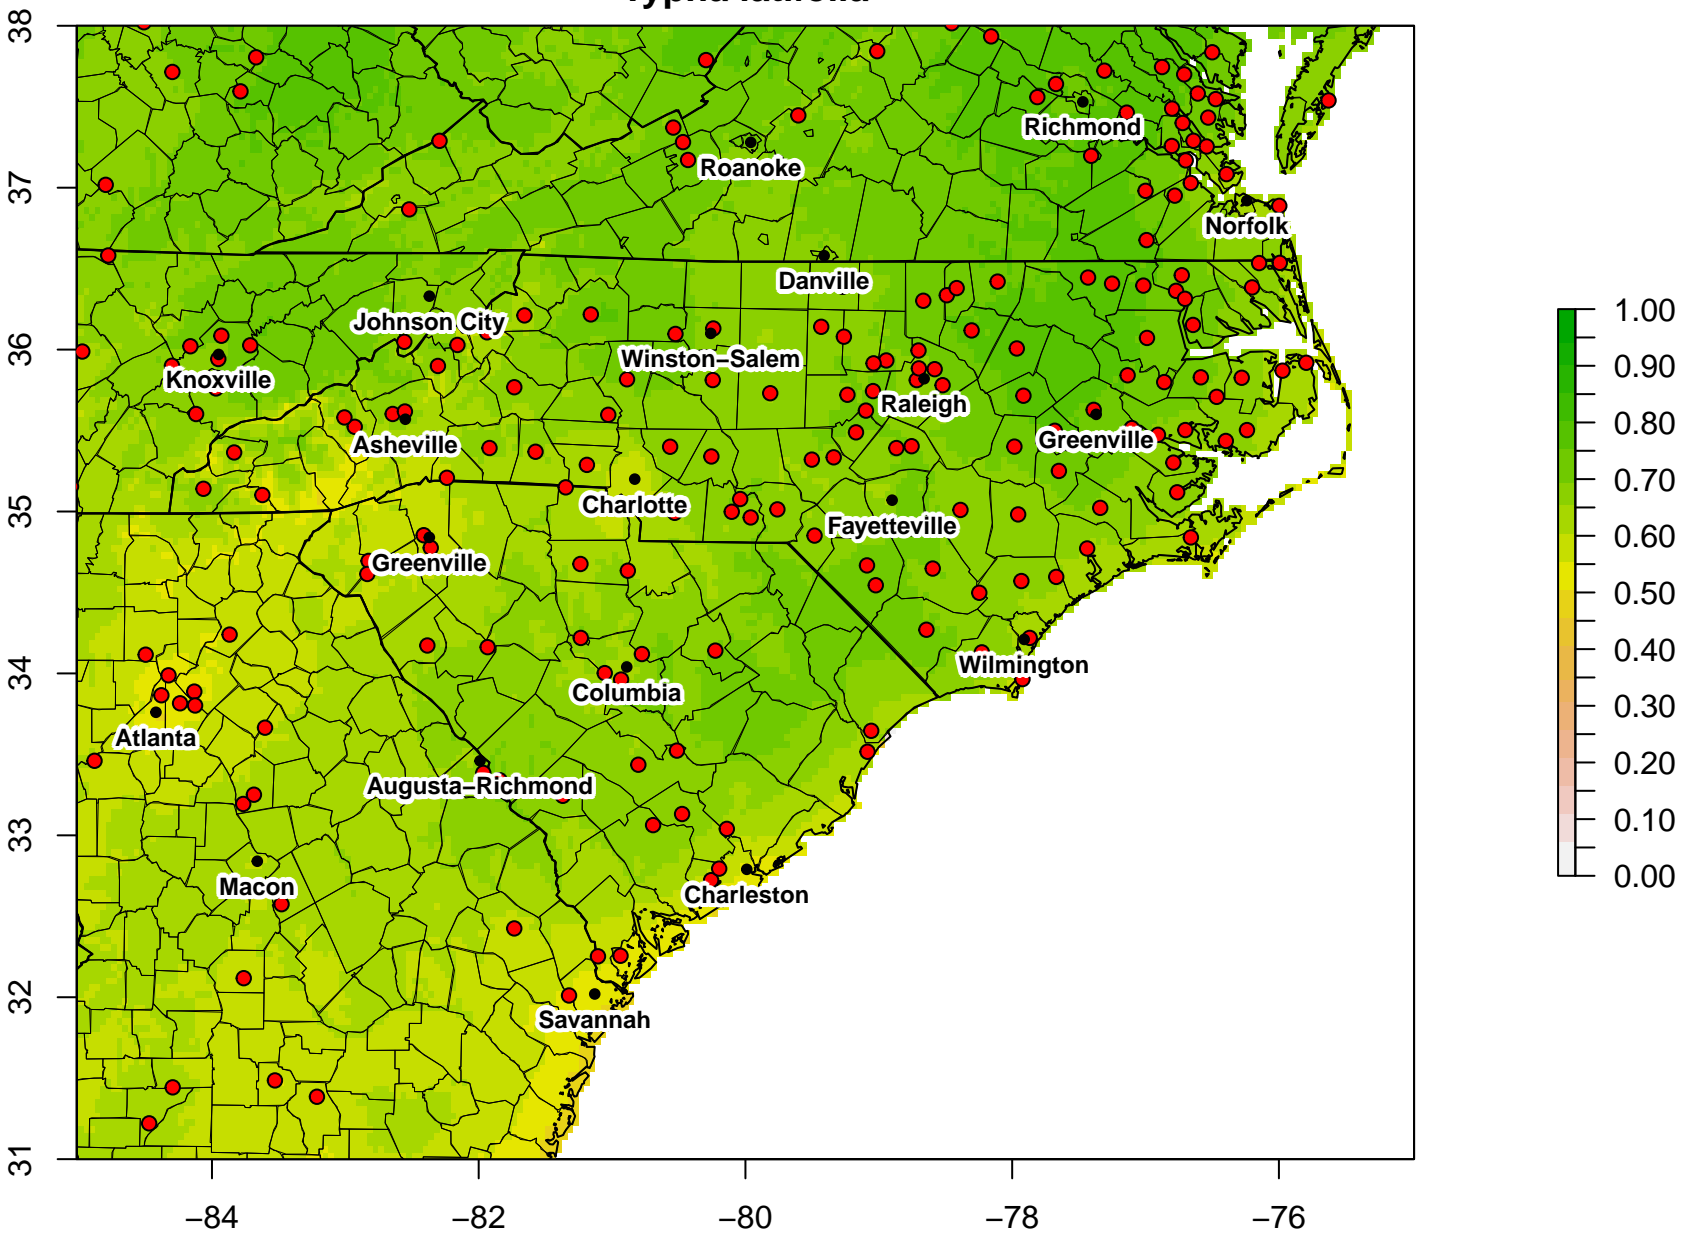 Typha latifolia
38
37
36
35
34
33
32
31
Richmond
Roanoke
Norfolk
Danville
Johnson City
Winston–Salem
Knoxville
Raleigh
Asheville
Greenville
Charlotte
Fayetteville
Greenville
Wilmington
Columbia
Atlanta
Augusta–Richmond
Macon
Charleston
Savannah
1.00
0.90
0.80
0.70
0.60
0.50
0.40
0.30
0.20
0.10
0.00
−84
−82
−80
−78
−76